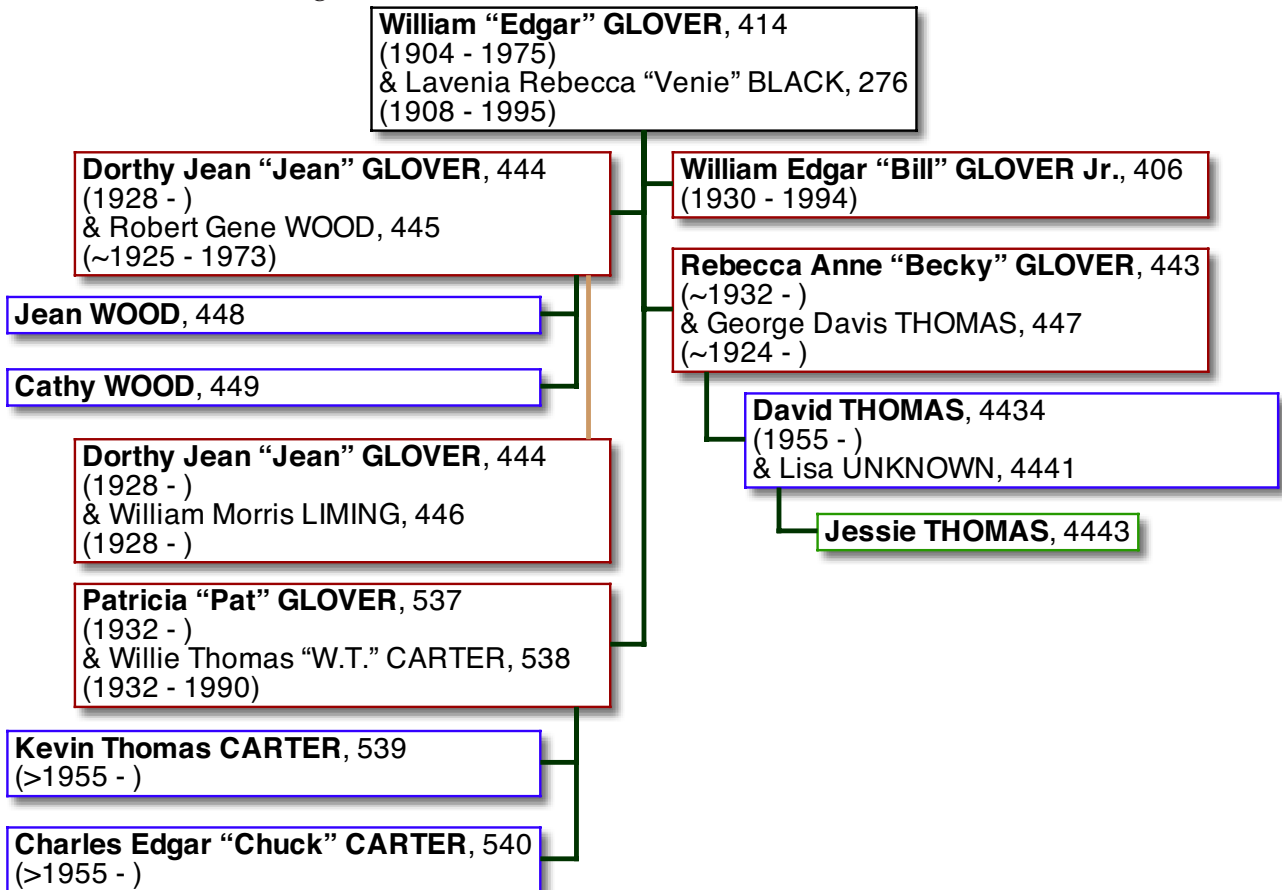 William “Edgar” GLOVER, 414
(1904 - 1975)
& Lavenia Rebecca “Venie” BLACK, 276
(1908 - 1995)
Dorthy Jean “Jean” GLOVER, 444
(1928 - )
& Robert Gene WOOD, 445
(~1925 - 1973)
Jean WOOD, 448
Cathy WOOD, 449
Dorthy Jean “Jean” GLOVER, 444
(1928 - )
& William Morris LIMING, 446
(1928 - )
Patricia “Pat” GLOVER, 537
(1932 - )
& Willie Thomas “W.T.” CARTER, 538
(1932 - 1990)
Kevin Thomas CARTER, 539
(>1955 - )
Charles Edgar “Chuck” CARTER, 540
(>1955 - )
William Edgar “Bill” GLOVER Jr., 406
(1930 - 1994)
Rebecca Anne “Becky” GLOVER, 443
(~1932 - )
& George Davis THOMAS, 447
(~1924 - )
David THOMAS, 4434
(1955 - )
& Lisa UNKNOWN, 4441
Jessie THOMAS, 4443